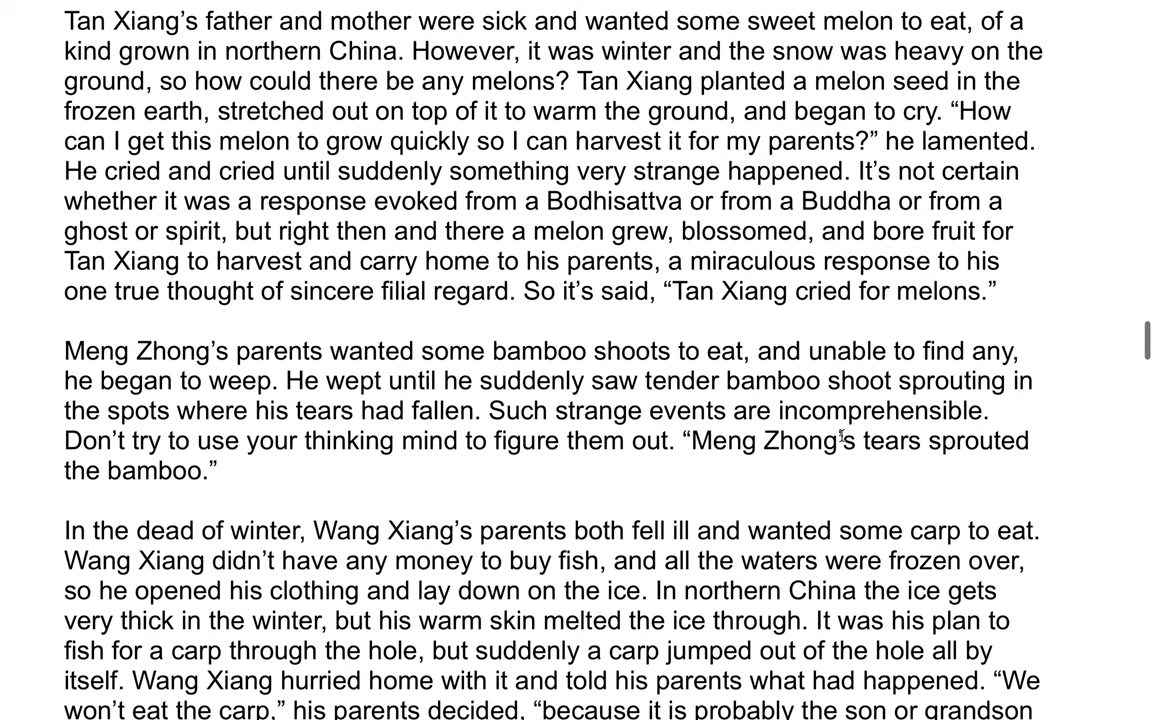 Tan Xiang’s father and mother were sick and wanted some sweet melon to eat, of a
kind grown in northern China. However, it was winter and the snow was heavy on the
ground, so how could there be any melons? Tan Xiang planted a melon seed in the
frozen earth, stretched out on top of it to warm the ground, and began to cry. “How
can I get this melon to grow quickly so I can harvest it for my parents?” he lamented.
He cried and cried until suddenly something very strange happened. It’s not certain
whether it was a response evoked from a Bodhisattva or from a Buddha or from a
ghost or spirit, but right then and there a melon grew, blossomed, and bore fruit for
Tan Xiang to harvest and carry home to his parents, a miraculous response to his
one true thought of sincere filial regard. So it’s said, “Tan Xiang cried for melons.”
Meng Zhong’s parents wanted some bamboo shoots to eat, and unable to find any,
he began to weep. He wept until he suddenly saw tender bamboo shoot sprouting in
the spots where his tears had fallen. Such strange events are incomprehensible.
Don’t try to use your thinking mind to figure them out. “Meng Zhong’s tears sprouted
the bamboo.”
In the dead of winter, Wang Xiang’s parents both fell ill and wanted some carp to eat.
Wang Xiang didn’t have any money to buy fish, and all the waters were frozen over,
so he opened his clothing and lay down on the ice. In northern China the ice gets
very thick in the winter, but his warm skin melted the ice through. It was his plan to
fish for a carp through the hole, but suddenly a carp jumped out of the hole all by
itself. Wang Xiang hurried home with it and told his parents what had happened. “We
won’t eat the carp,” his parents decided, “because it is probably the son or grandson